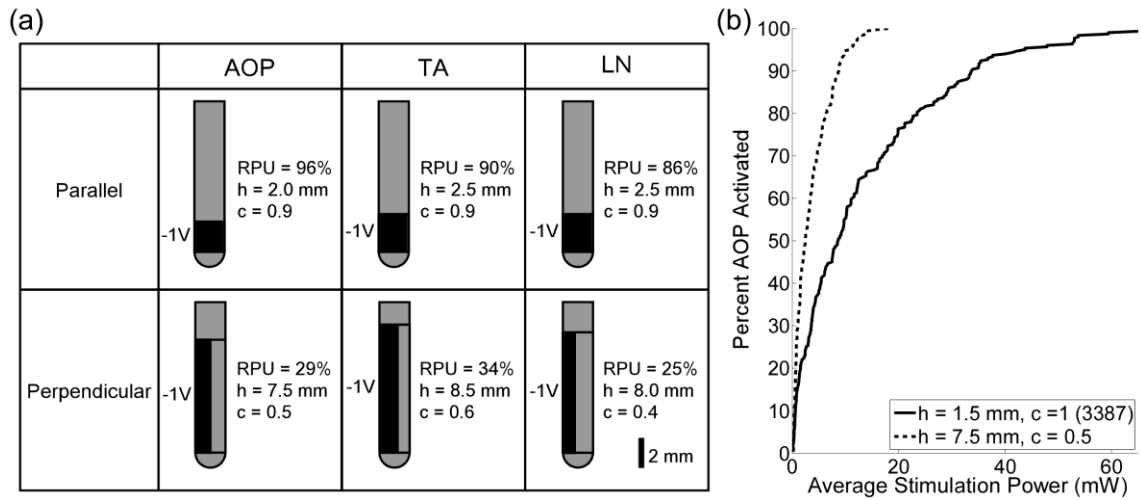 (a)
AOP TA LN
Parallel
-1V
RPU = 96%
h = 2.0 mm
c = 0.9
-1V
RPU = 90%
h = 2.5 mm
c = 0.9
-1V
RPU = 86%
h = 2.5 mm
c = 0.9
Perpendicular
-1V
RPU = 29%
h = 7.5 mm
c = 0.5
-1V
RPU = 34%
h = 8.5 mm
c = 0.6
-1V
RPU = 25%
h = 8.0 mm
c = 0.4
2 mm
(b)
Percent AOP Activated
100
90
80
70
60
50
40
30
20
10
0
0 20 40 60
Average Stimulation Power (mW)
h = 1.5 mm, c =1 (3387)
h = 7.5 mm, c = 0.5